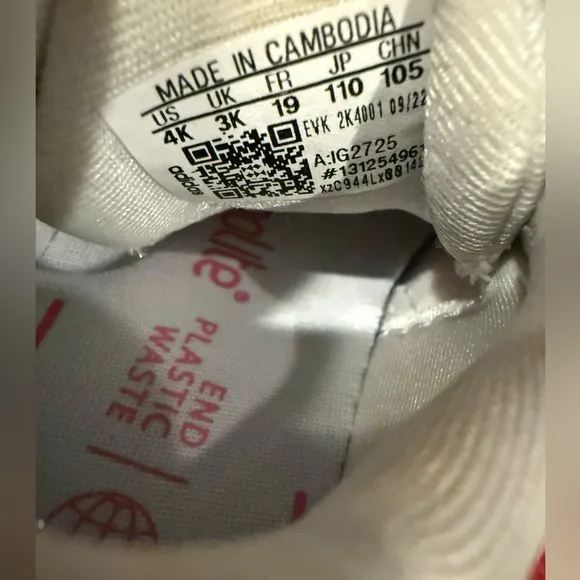 MADE IN CAMBODIA
US UK FR JP CHN
4K 3K 19 110 105
EVK 2K4001 09/22
A:IG2725
#13125496
adidas
END
PLASTIC
WASTE